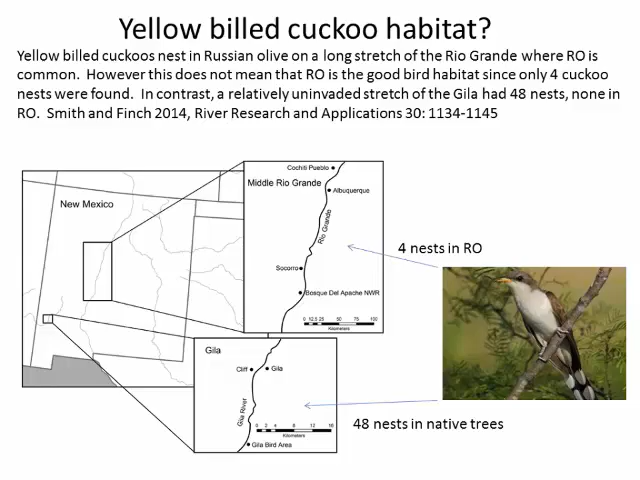 Yellow billed cuckoo habitat?
Yellow billed cuckoos nest in Russian olive on a long stretch of the Rio Grande where RO is
common. However this does not mean that RO is the good bird habitat since only 4 cuckoo
nests were found. In contrast, a relatively uninvaded stretch of the Gila had 48 nests, none in
RO. Smith and Finch 2014, River Research and Applications 30: 1134-1145
Cochiti Pueblo
Middle Rio Grande
Albuquerque
New Mexico
Rio Grande
4 nests in RO
Socorro
Bosque Del Apache NWR
0 12.5 25 50 75 100
Kilometers
Gila
Cliff
Gila
Gila River
48 nests in native trees
0 2 4 8 12 16
Kilometers
Gila Bird Area